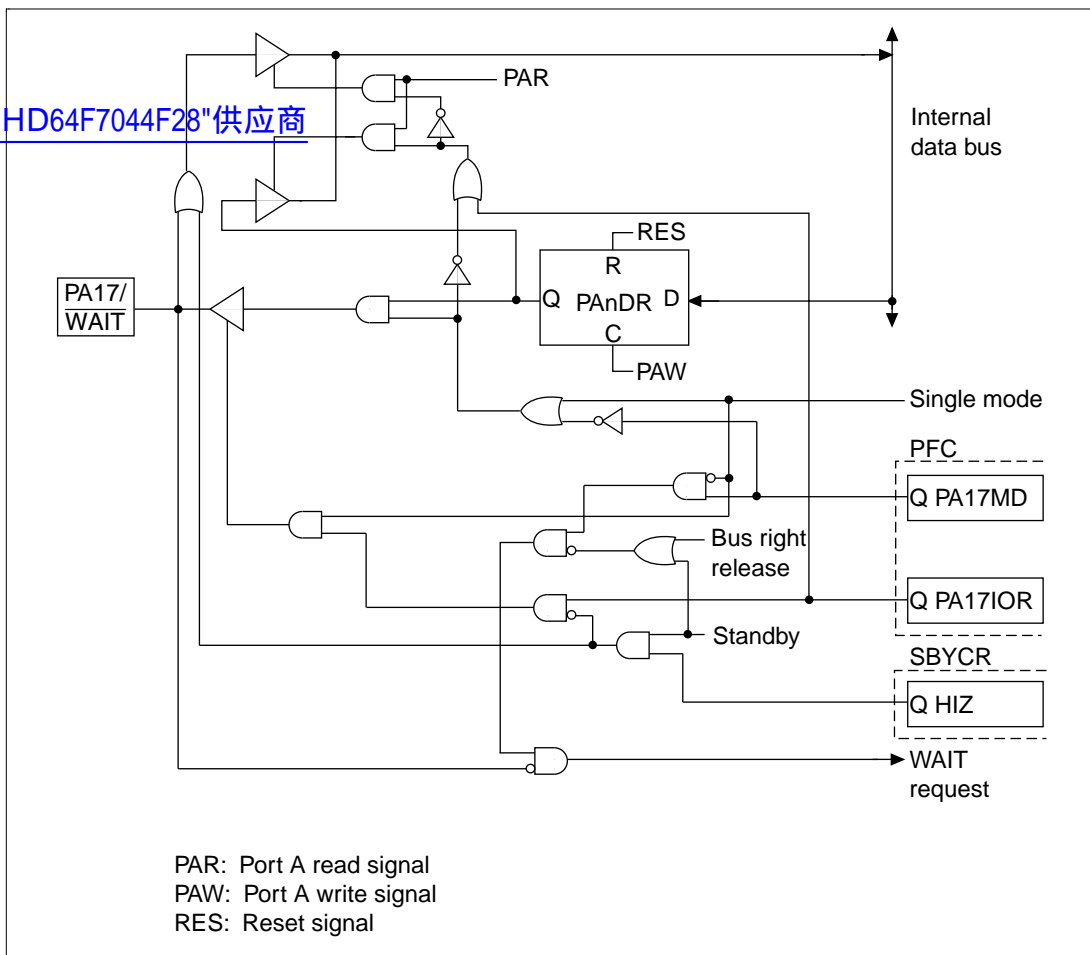 PAR
HD64F7044F28"供应商
Internal
data bus
RES
R
Q PAnDR D
C
PAW
PA17/
WAIT
Single mode
PFC
Q PA17MD
Bus right
release
Q PA17IOR
Standby
SBYCR
Q HIZ
WAIT
request
PAR: Port A read signal
PAW: Port A write signal
RES: Reset signal